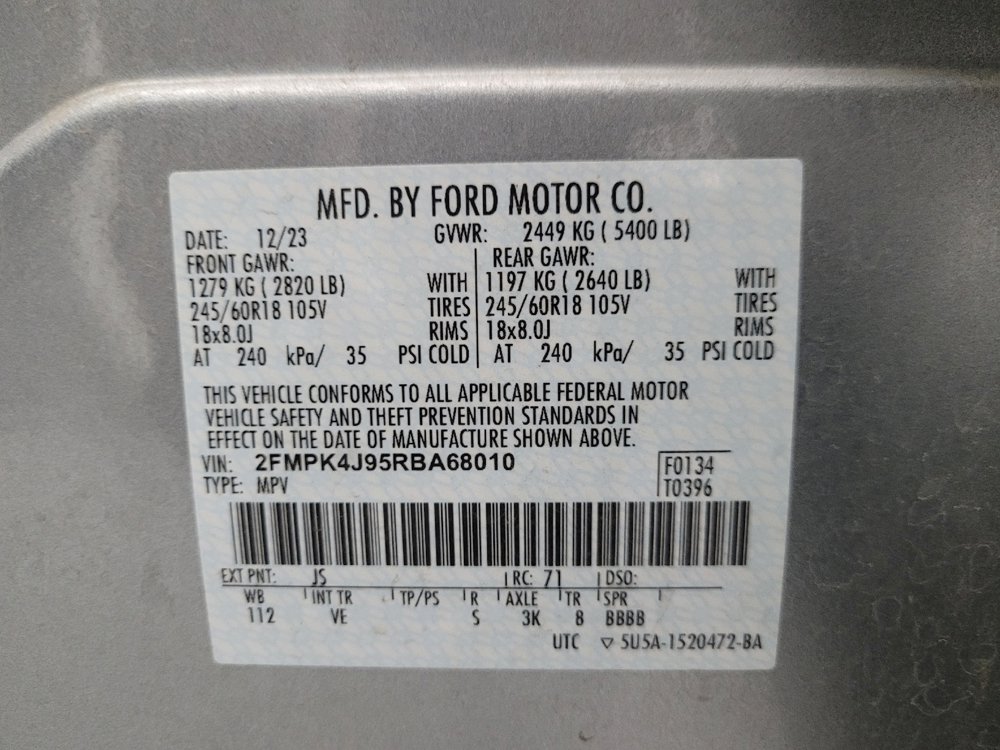 MFD. BY FORD MOTOR CO.
DATE: 12/23 GVWR: 2449 KG ( 5400 LB)
FRONT GAWR: REAR GAWR:
1279 KG ( 2820 LB) WITH 1197 KG ( 2640 LB) WITH
245/60R18 105V TIRES 245/60R18 105V TIRES
18x8.0J RIMS 18x8.0J RIMS
AT 240 kPa/ 35 PSI COLD AT 240 kPa/ 35 PSI COLD
THIS VEHICLE CONFORMS TO ALL APPLICABLE FEDERAL MOTOR
VEHICLE SAFETY AND THEFT PREVENTION STANDARDS IN
EFFECT ON THE DATE OF MANUFACTURE SHOWN ABOVE.
VIN: 2FMPK4J95RBA68010 F0134
TYPE: MPV T0396
EXT PNT: JS RC: 71 DSO:
WB INT TR TP/PS R AXLE TR SPR
112 VE S 3K 8 BBBB
UTC ▽ 5U5A-1520472-BA